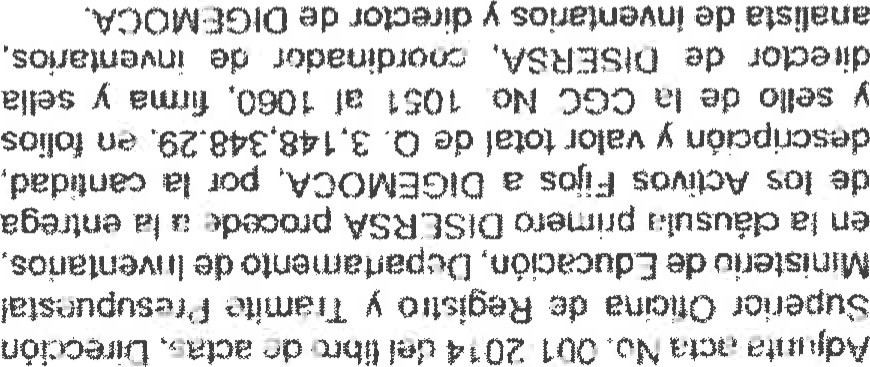 Adjunta acta No. 001 2014 del libro de actas, Dirección
Superior Oficina de Registro y Tramite Presupuestal
Ministerio de Educación, Departamento de Inventarios,
en la cláusula primero DISERSA procede a la entrega
de los Activos Fijos a DIGEMOCA, por la cantidad,
descripción y valor total de Q. 3,148,348.29, en folios
y sello de la CGC No. 1051 al 1060, firma y sella
director de DISERSA, coordinador de inventarios,
analista de inventarios y director de DIGEMOCA.